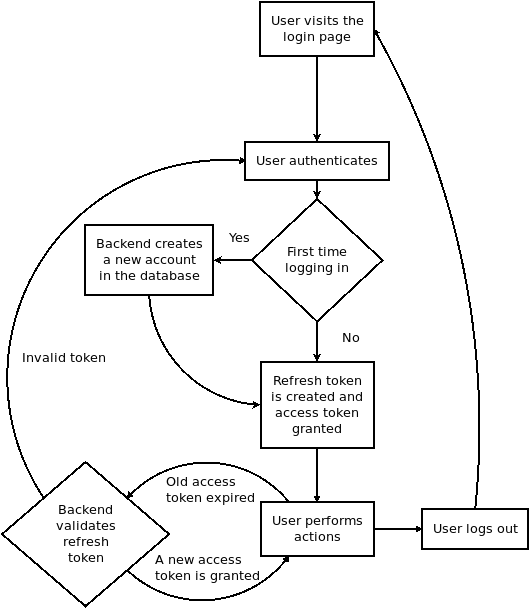 User visits the
login page
User authenticates
First time
logging in
Yes
Backend creates
a new account
in the database
No
Invalid token
Refresh token
is created and
access token
granted
Old access
token expired
Backend
validates
refresh
token
User performs
actions
User logs out
A new access
token is granted